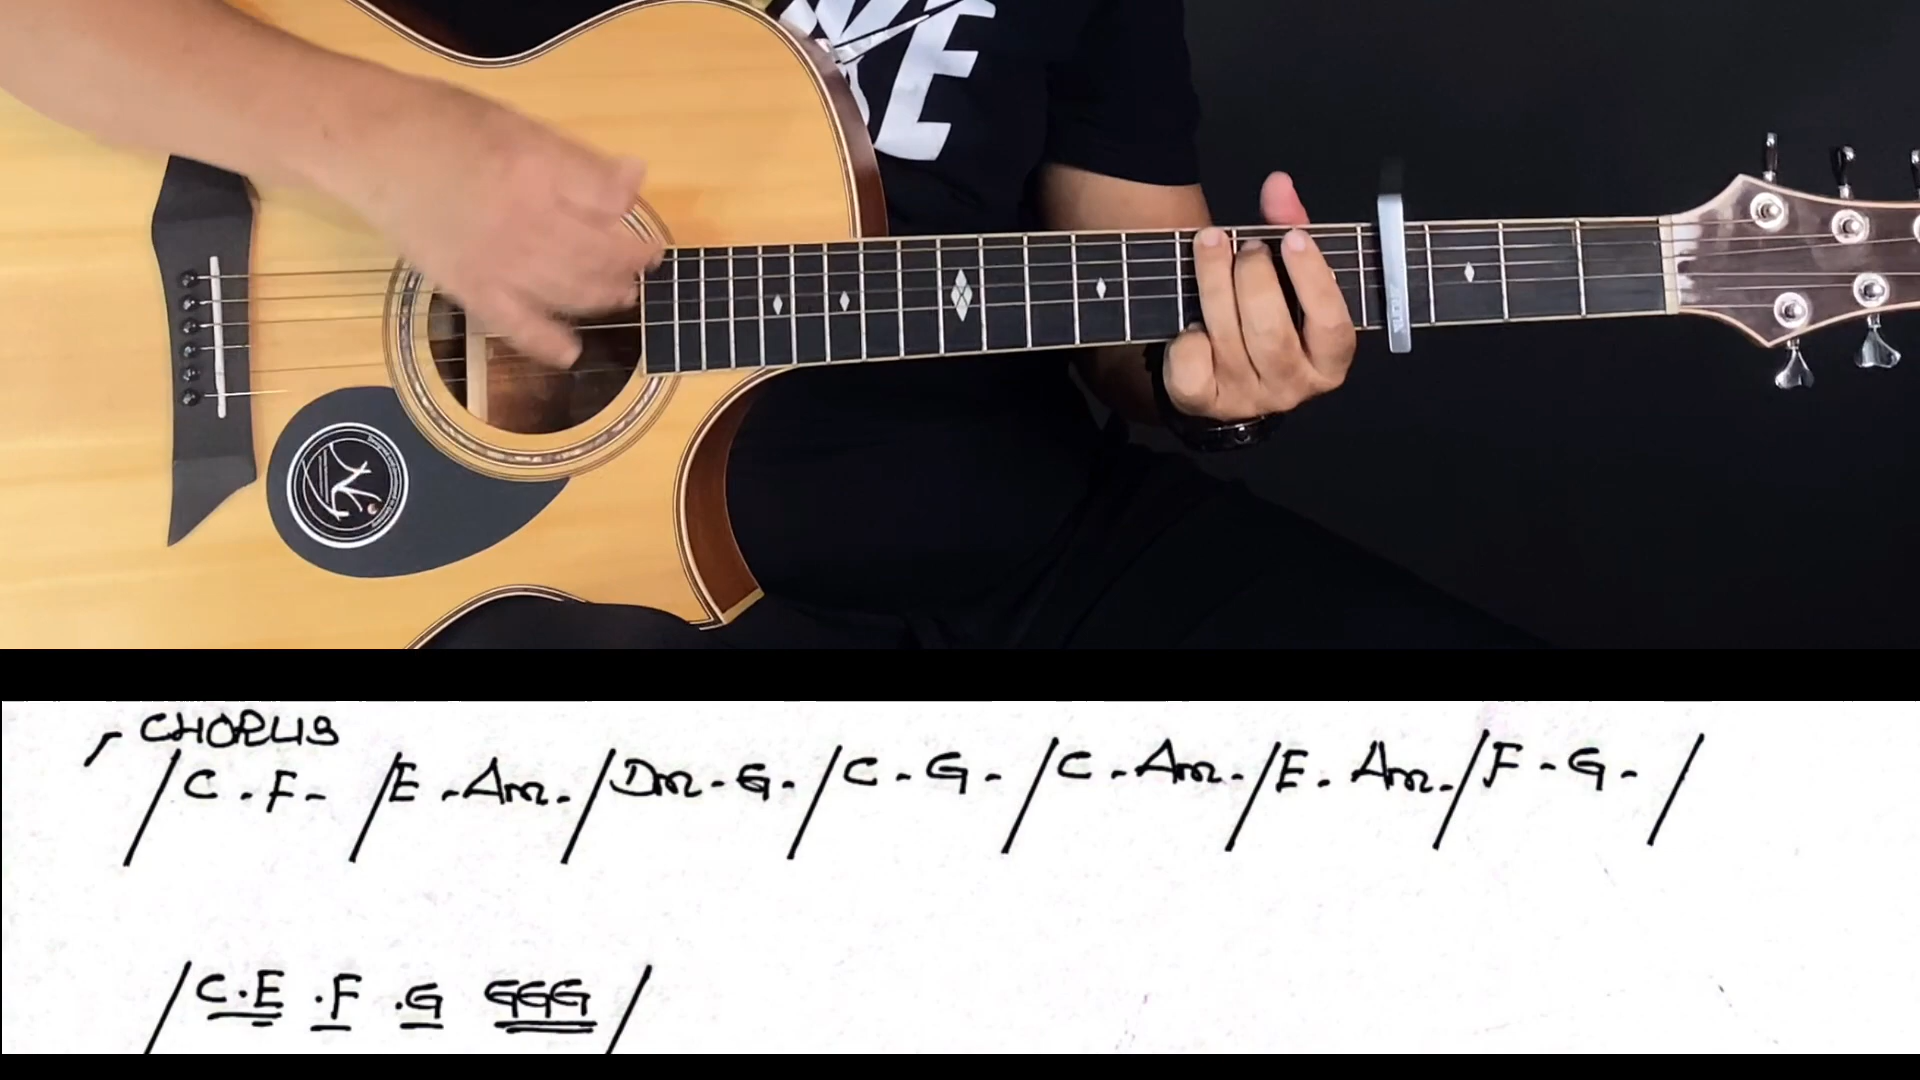 CHORUS
/ C . F - / E . Am . / Dm . G . / C . G . / C . Am . / E . Am . / F . G . /
/ C . E . F . G GGG /